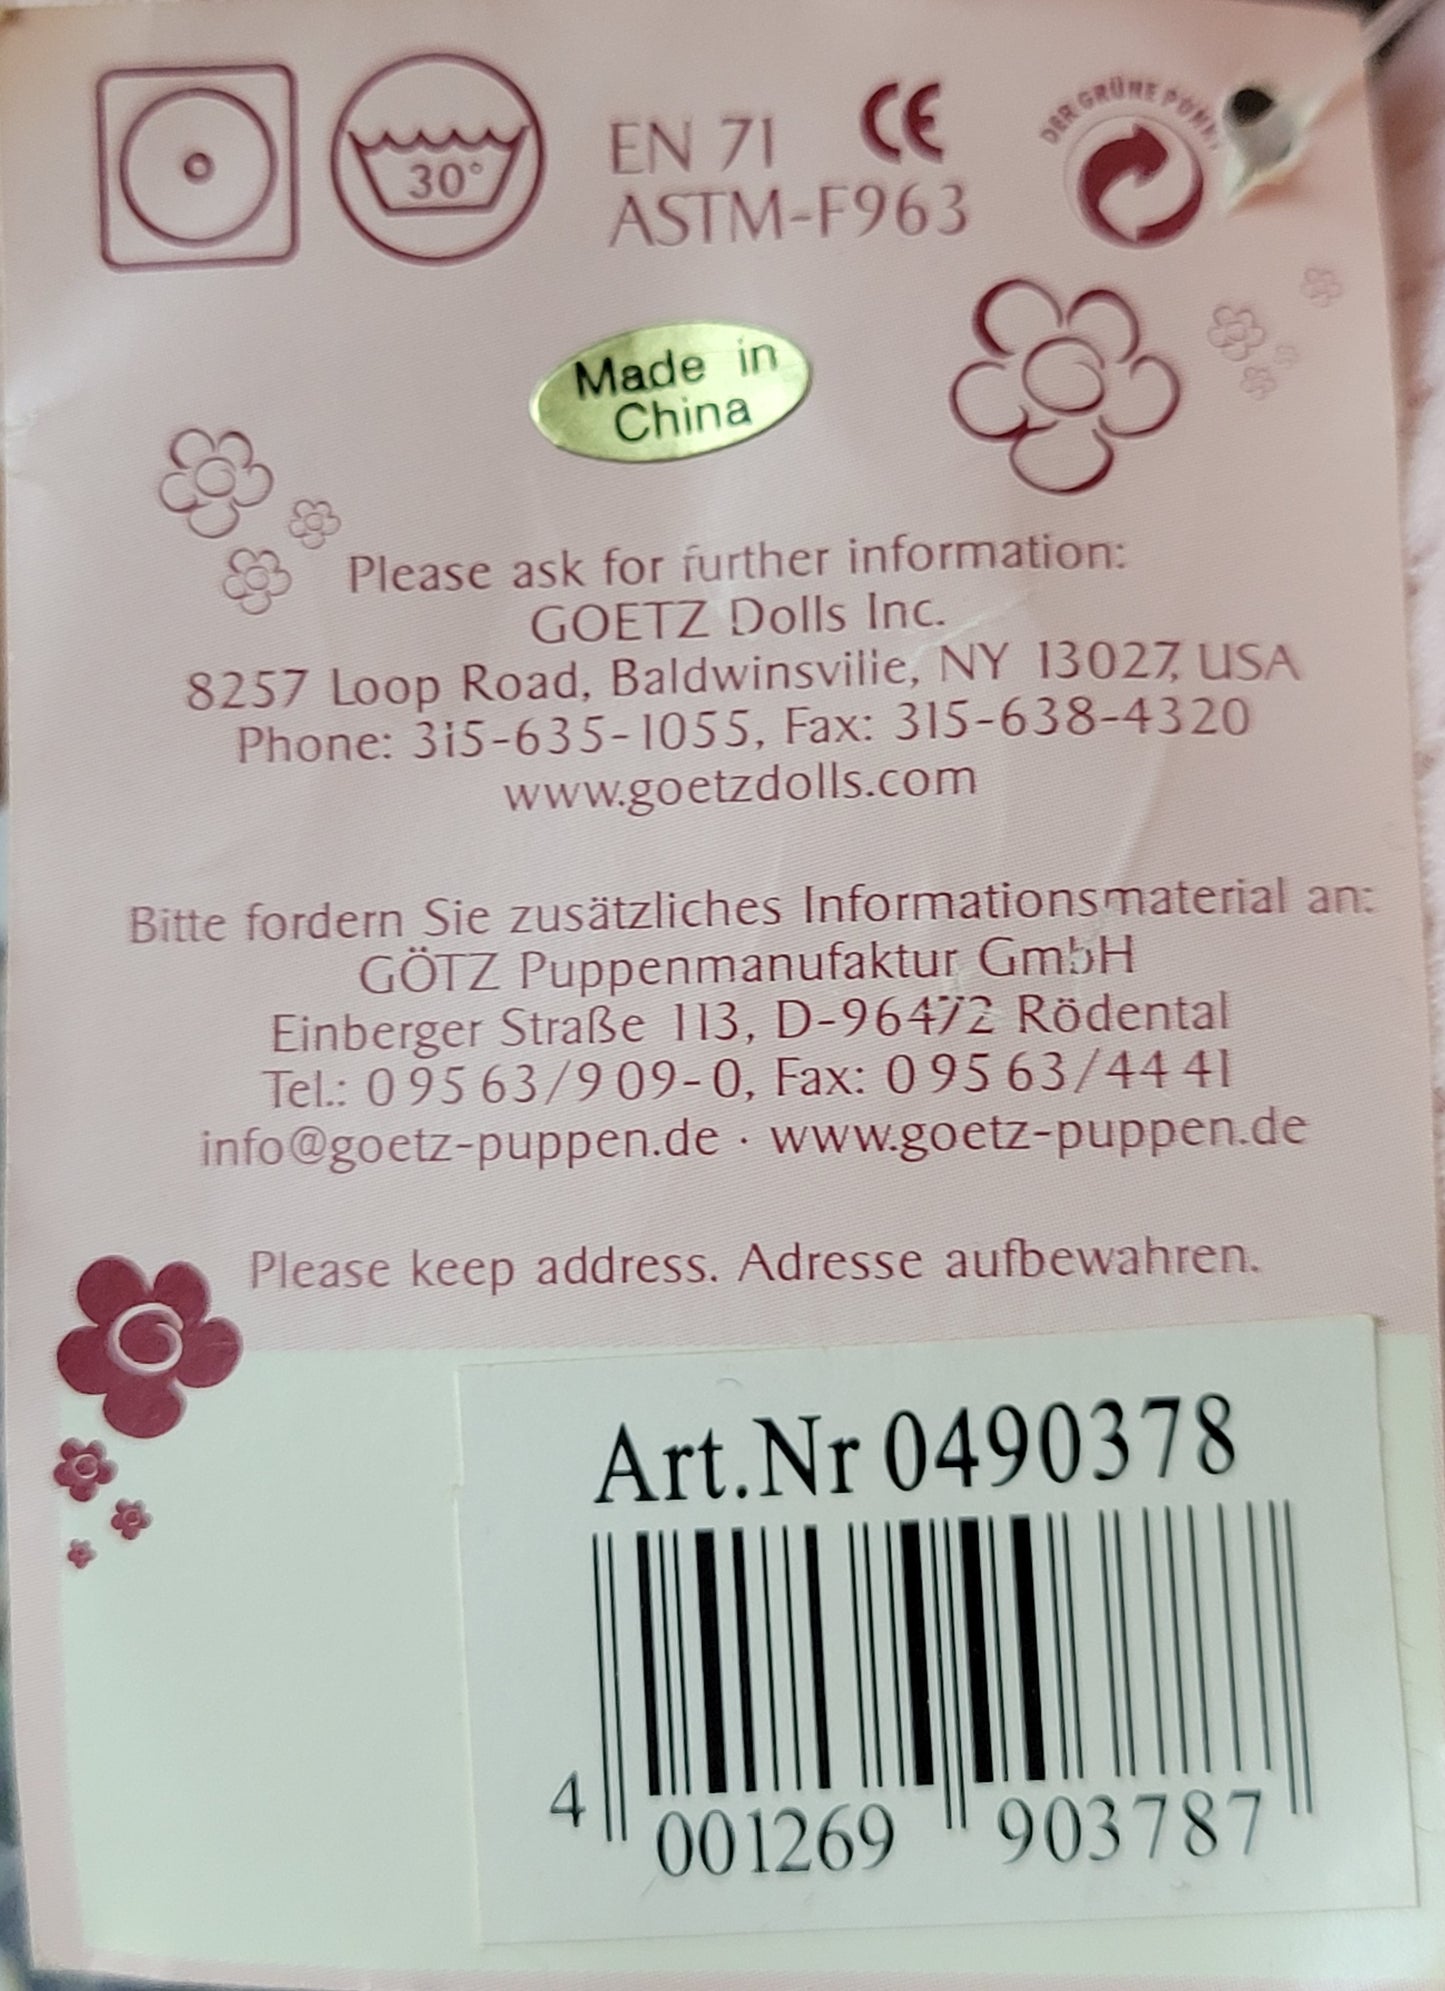 30°
EN 71 CE
ASTM-F963
DER GRÜNE PUNKT
Made in
China
Please ask for further information:
GOETZ Dolls Inc.
8257 Loop Road, Baldwinsville, NY 13027, USA
Phone: 315-635-1055, Fax: 315-638-4320
www.goetzdolls.com
Bitte fordern Sie zusätzliches Informationsmaterial an:
GÖTZ Puppenmanufaktur GmbH
Einberger Straße 113, D-96472 Rödental
Tel.: 0 95 63/9 09-0, Fax: 0 95 63/44 41
info@goetz-puppen.de · www.goetz-puppen.de
Please keep address. Adresse aufbewahren.
Art.Nr 0490378
4 001269 903787